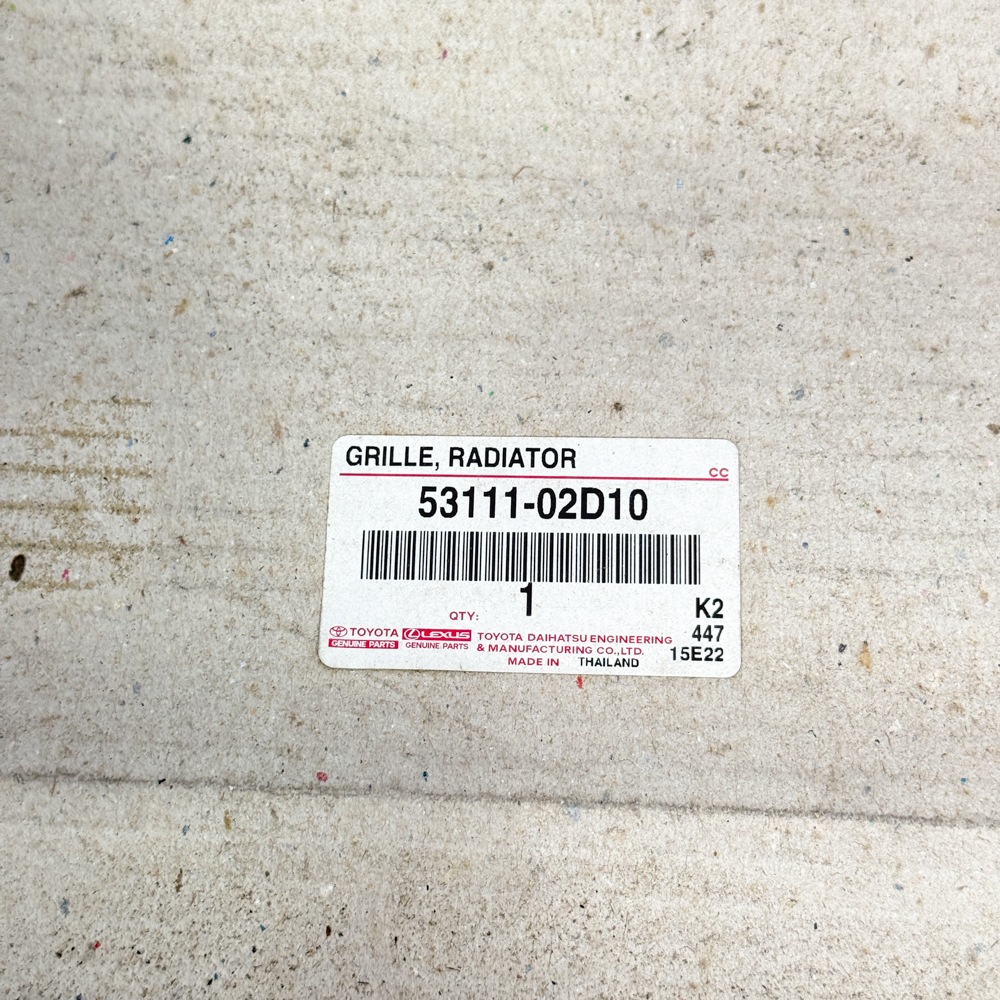 GRILLE, RADIATOR
CC
53111-02D10
1
QTY:
K2
TOYOTA LEXUS TOYOTA DAIHATSU ENGINEERING 447
GENUINE PARTS GENUINE PARTS & MANUFACTURING CO.,LTD. 15E22
MADE IN THAILAND